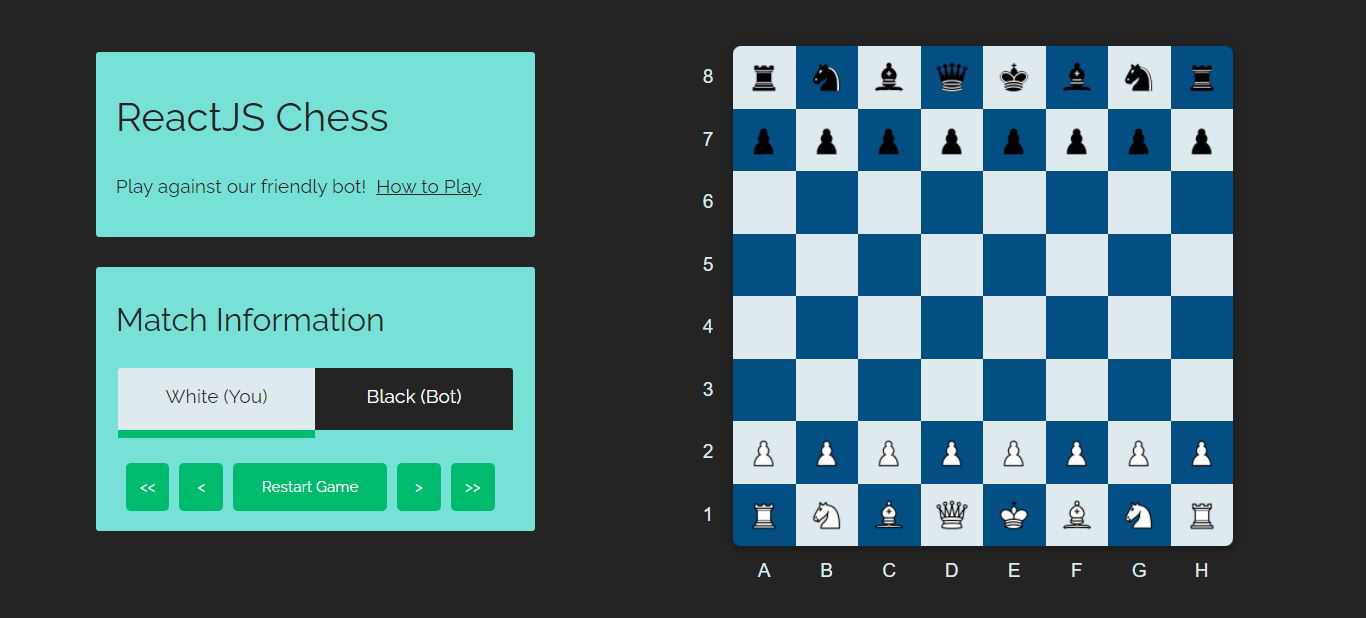 ReactJS Chess
Play against our friendly bot! How to Play
Match Information
White (You) Black (Bot)
<< < Restart Game > >>
8
7
6
5
4
3
2
1
A B C D E F G H